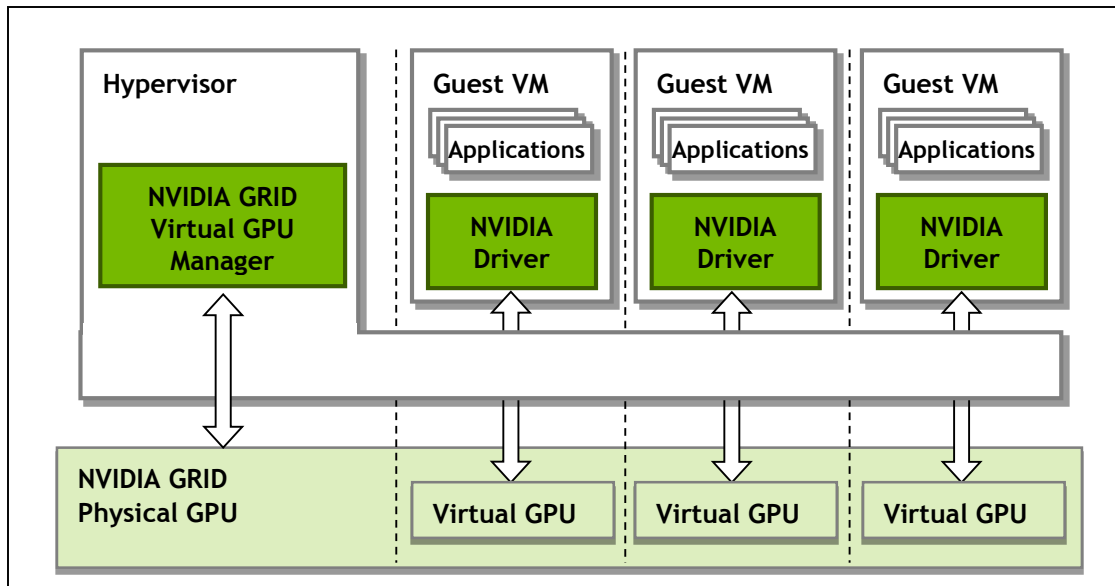 Hypervisor
NVIDIA GRID
Virtual GPU
Manager
Guest VM
Applications
NVIDIA
Driver
Guest VM
Applications
NVIDIA
Driver
Guest VM
Applications
NVIDIA
Driver
NVIDIA GRID
Physical GPU
Virtual GPU
Virtual GPU
Virtual GPU